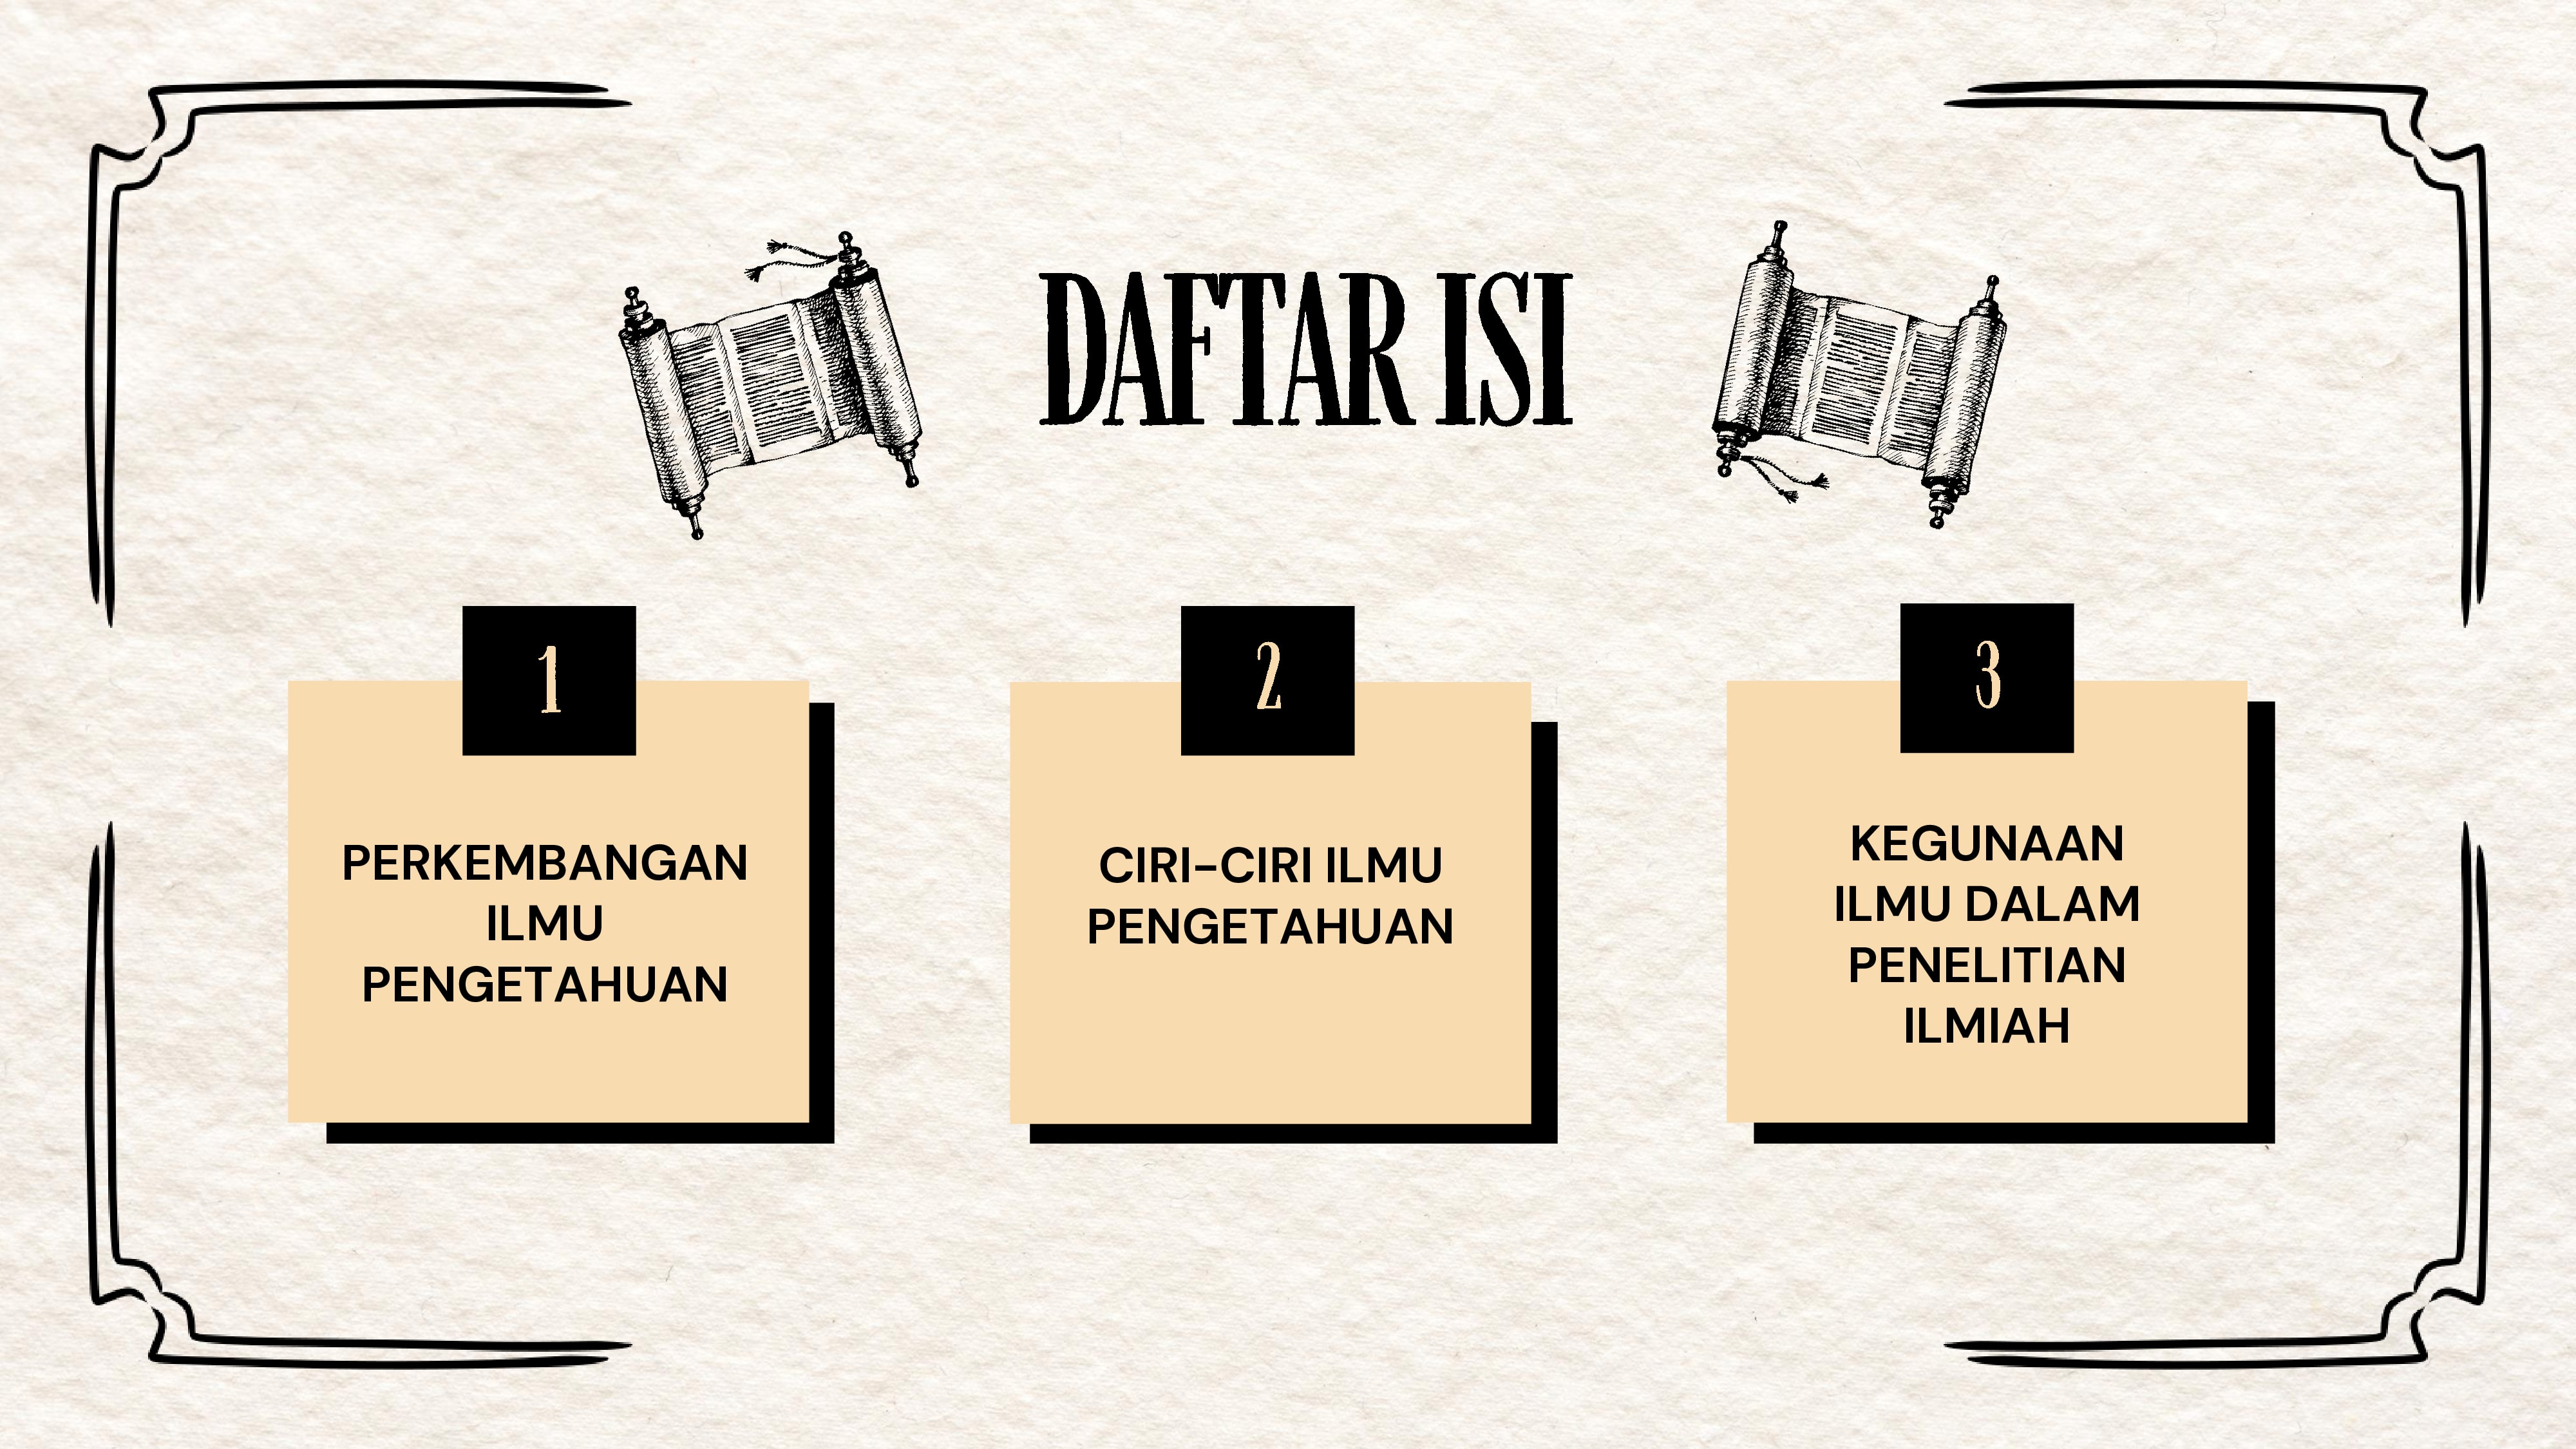 DAFTAR ISI
1
PERKEMBANGAN
ILMU
PENGETAHUAN
2
CIRI-CIRI ILMU
PENGETAHUAN
3
KEGUNAAN
ILMU DALAM
PENELITIAN
ILMIAH